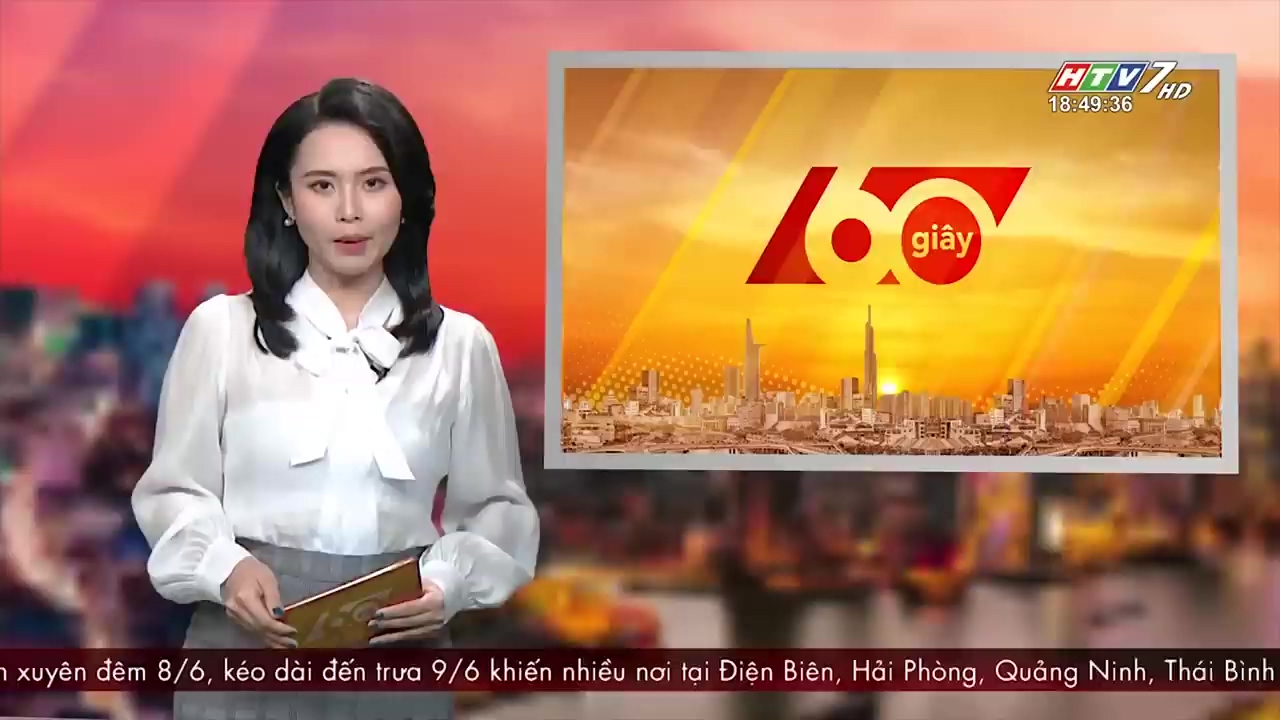 HTV7 HD
18:49:36
60 giây
xuyên đêm 8/6, kéo dài đến trưa 9/6 khiến nhiều nơi tại Điện Biên, Hải Phòng, Quảng Ninh, Thái Bình